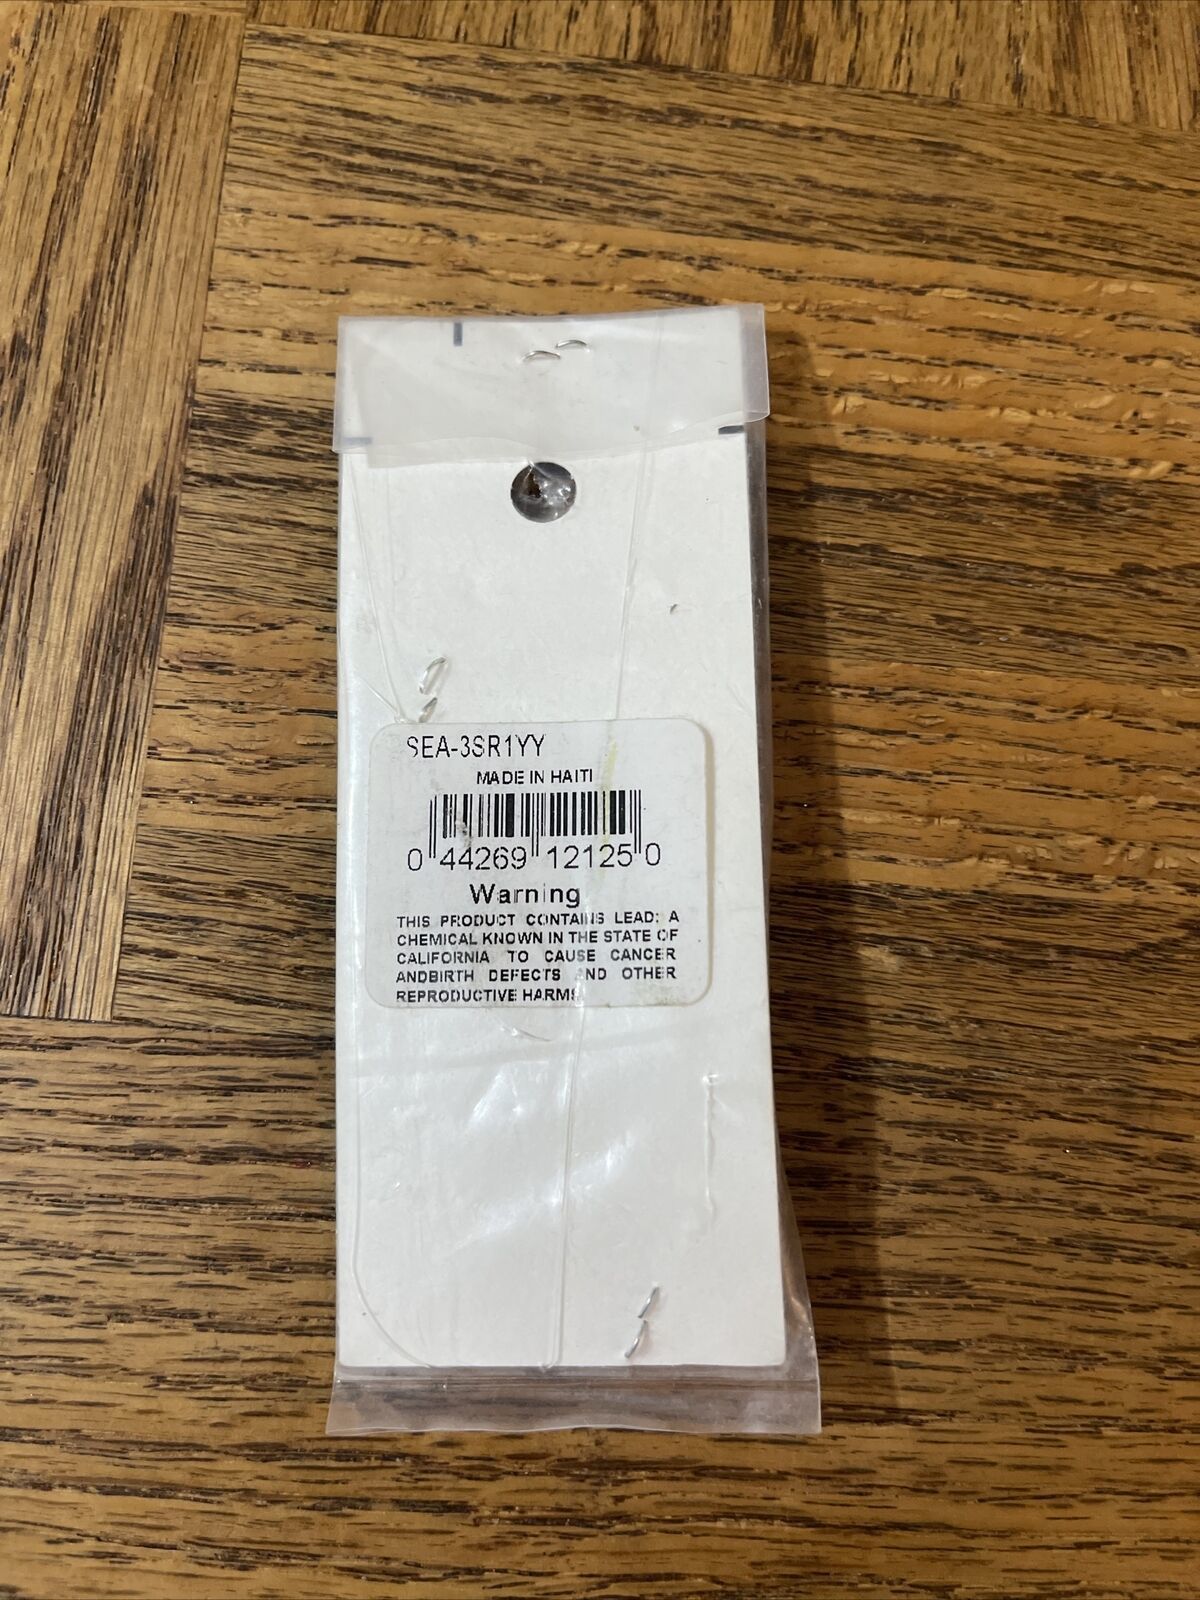 SEA-3SR1YY
MADE IN HAITI
0 44269 12125 0
Warning
THIS PRODUCT CONTAINS LEAD: A
CHEMICAL KNOWN IN THE STATE OF
CALIFORNIA TO CAUSE CANCER
ANDBIRTH DEFECTS AND OTHER
REPRODUCTIVE HARMS